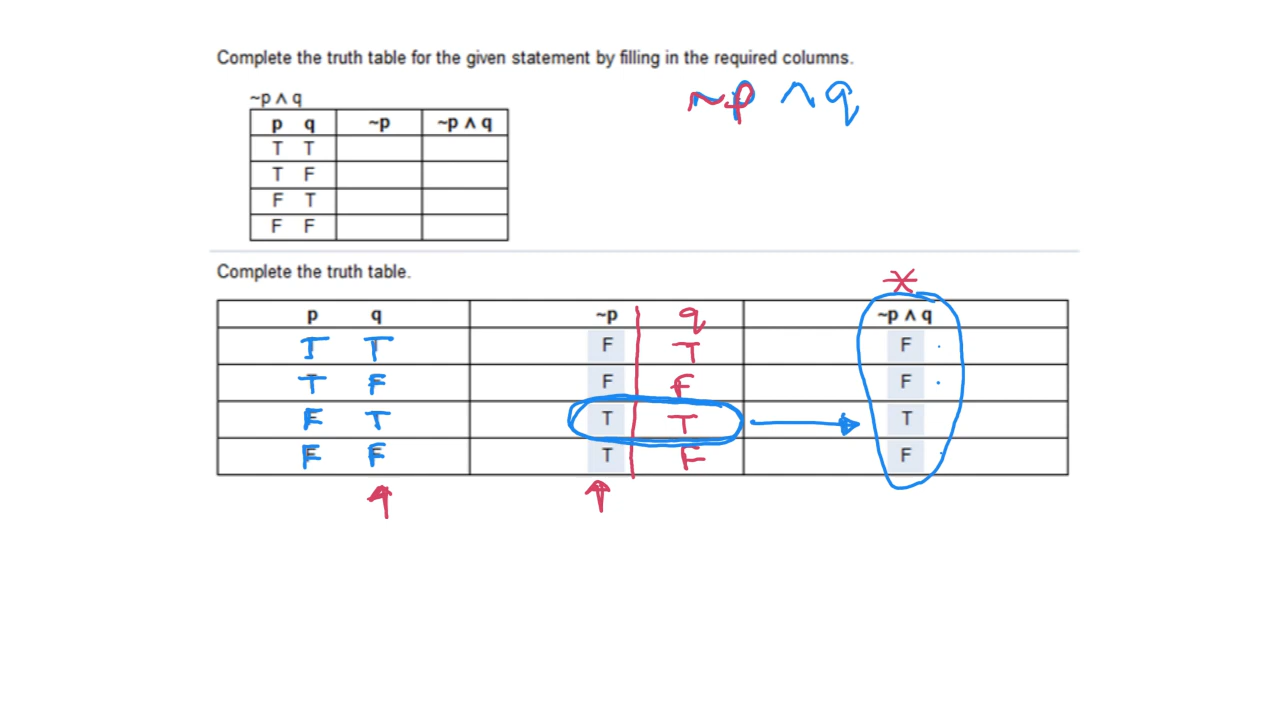 Complete the truth table for the given statement by filling in the required columns.
~p ∧ q
~p ∧ q
p q ~p ~p ∧ q
T T
T F
F T
F F
Complete the truth table.
p q ~p q ~p ∧ q
T T F T F
T F F F F
F T T T T
F F T F F